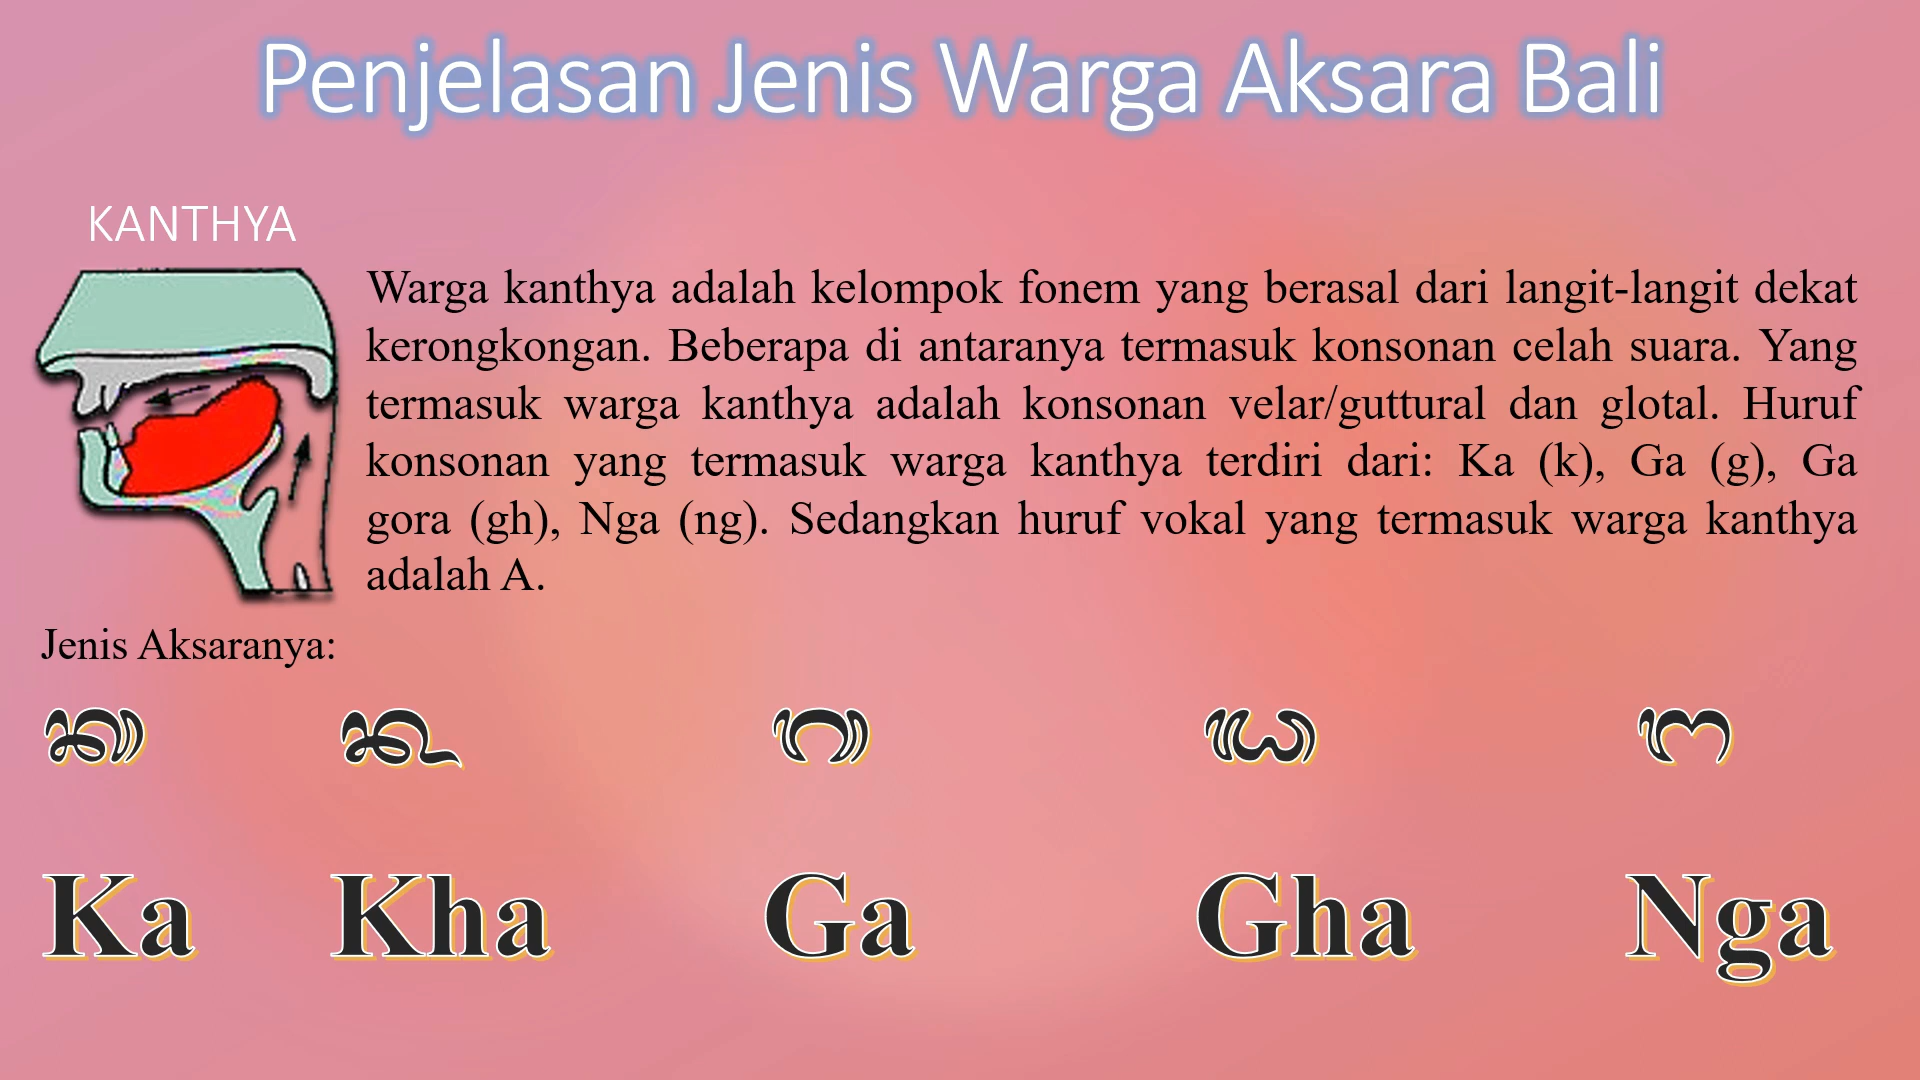 Penjelasan Jenis Warga Aksara Bali
KANTHYA
Warga kanthya adalah kelompok fonem yang berasal dari langit-langit dekat
kerongkongan. Beberapa di antaranya termasuk konsonan celah suara. Yang
termasuk warga kanthya adalah konsonan velar/guttural dan glotal. Huruf
konsonan yang termasuk warga kanthya terdiri dari: Ka (k), Ga (g), Ga
gora (gh), Nga (ng). Sedangkan huruf vokal yang termasuk warga kanthya
adalah A.
Jenis Aksaranya:
ᬓ ᬔ ᬕ ᬖ ᬗ
Ka Kha Ga Gha Nga